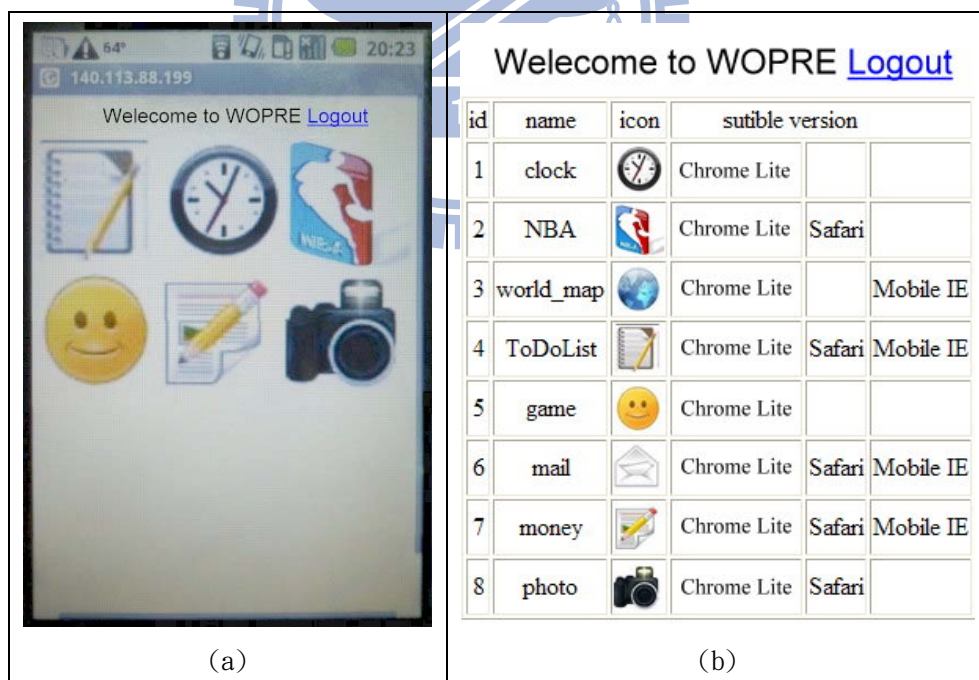 64° 20:23
140.113.88.199
Welecome to WOPRE Logout
NBA
(a)
Welecome to WOPRE Logout
id name icon sutible version
1 clock Chrome Lite
2 NBA Chrome Lite Safari
3 world_map Chrome Lite Mobile IE
4 ToDoList Chrome Lite Safari Mobile IE
5 game Chrome Lite
6 mail Chrome Lite Safari Mobile IE
7 money Chrome Lite Safari Mobile IE
8 photo Chrome Lite Safari
(b)